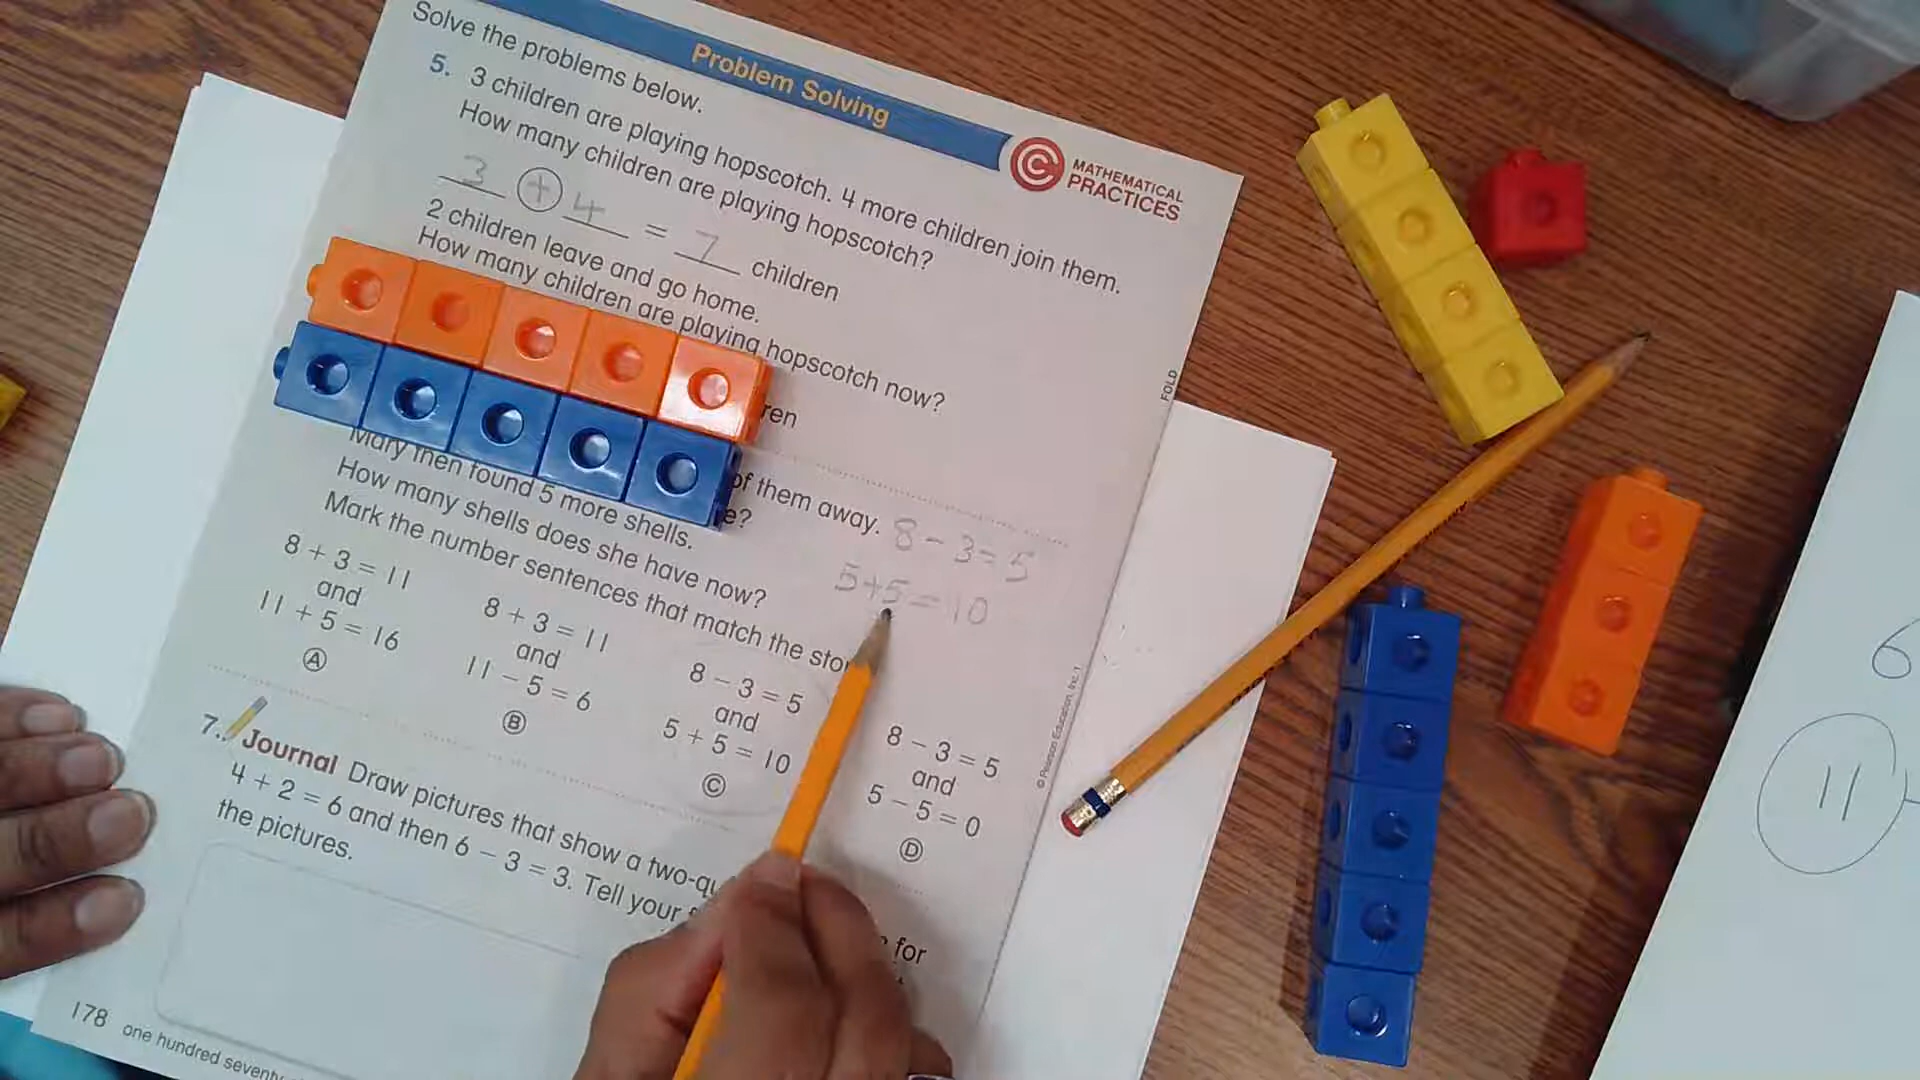 Problem Solving
MATHEMATICAL
PRACTICES
Solve the problems below.
5. 3 children are playing hopscotch. 4 more children join them.
How many children are playing hopscotch?
3 + 4 = 7 children
2 children leave and go home.
How many children are playing hopscotch now?
ren
of them away.
8 - 3 = 5
Mary then found 5 more shells.
e?
How many shells does she have now?
5 + 5 = 10
Mark the number sentences that match the stor
8 + 3 = 11
and
11 + 5 = 16
A
8 + 3 = 11
and
11 - 5 = 6
B
8 - 3 = 5
and
5 + 5 = 10
C
8 - 3 = 5
and
5 - 5 = 0
D
7. Journal Draw pictures that show a two-qu
4 + 2 = 6 and then 6 - 3 = 3. Tell your
for
the pictures.
178 one hundred seventy
FOLD
© Pearson Education, Inc. 1
6
11